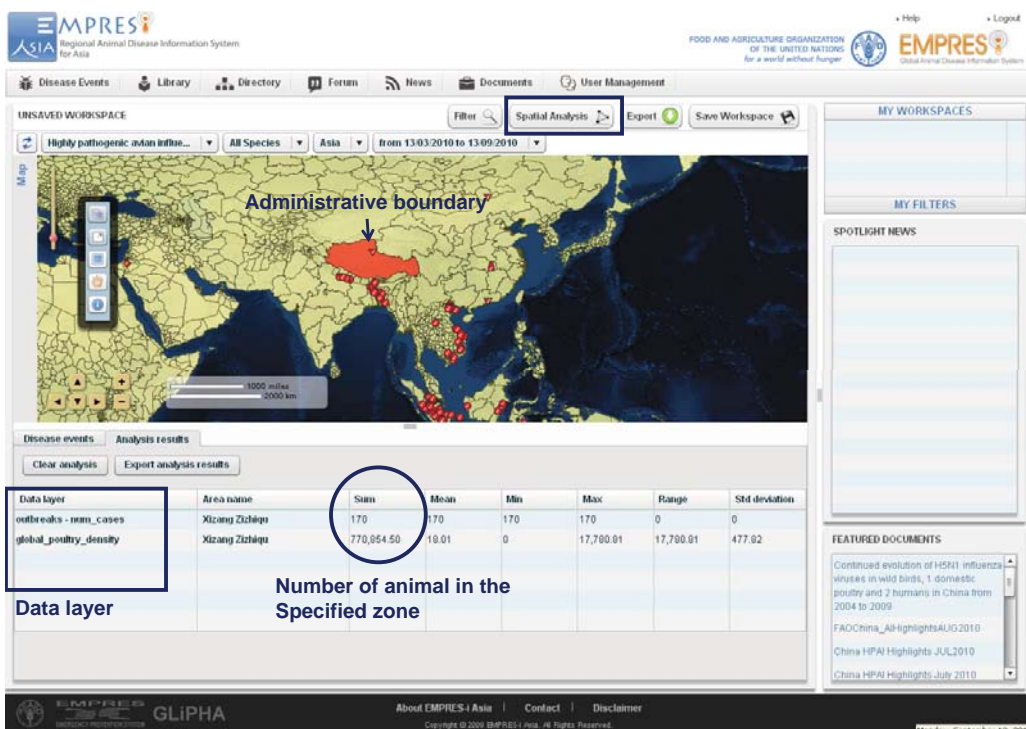 EMPRES i
ASIA
Regional Animal Disease Information System
for Asia
Help
Logout
FOOD AND AGRICULTURE ORGANIZATION
OF THE UNITED NATIONS
for a world without hunger
EMPRES i
Global Animal Disease Information System
Disease Events
Library
Directory
Forum
News
Documents
User Management
UNSAVED WORKSPACE
Filter
Spatial Analysis
Export
Save Workspace
Highly pathogenic avian influe...
All Species
Asia
from 13/03/2010 to 13/09/2010
Map
Administrative boundary
1000 miles
2000 km
Disease events
Analysis results
Clear analysis
Export analysis results
Data layer Area name Sum Mean Min Max Range Std deviation
outbreaks - num_cases Xizang Zizhiqu 170 170 170 170 0 0
global_poultry_density Xizang Zizhiqu 770,854.50 18.01 0 17,780.81 17,780.81 477.82
Data layer
Number of animal in the
Specified zone
MY WORKSPACES
MY FILTERS
SPOTLIGHT NEWS
FEATURED DOCUMENTS
Continued evolution of H5N1 influenza
viruses in wild birds, 1 domestic
poultry and 2 humans in China from
2004 to 2009
FAOChina_AIHighlightsAUG2010
China HPAI Highlights JUL2010
China HPAI Highlights July 2010
EMPRES
GLiPHA
About EMPRES-i Asia | Contact | Disclaimer
Copyright © 2009 EMPRES-i Asia. All Rights Reserved.